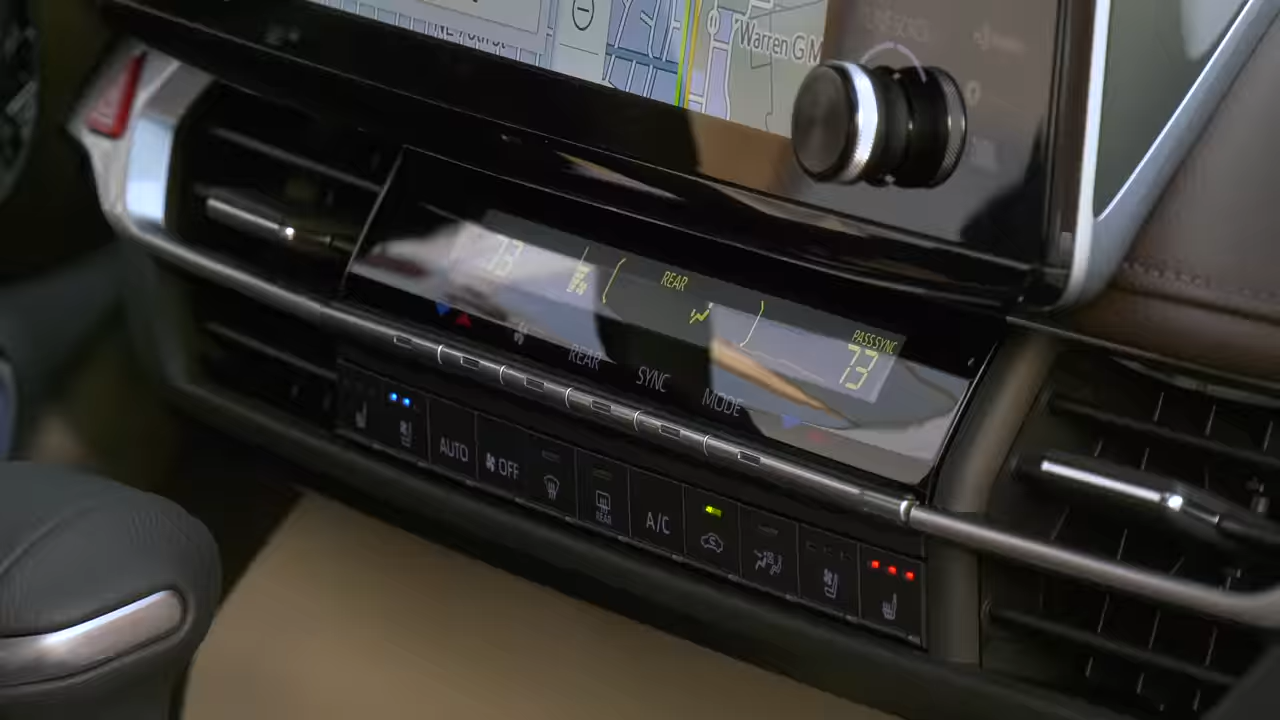 Warren G M
REAR
PASS SYNC
73
73
REAR
SYNC
MODE
AUTO
OFF
REAR
A/C